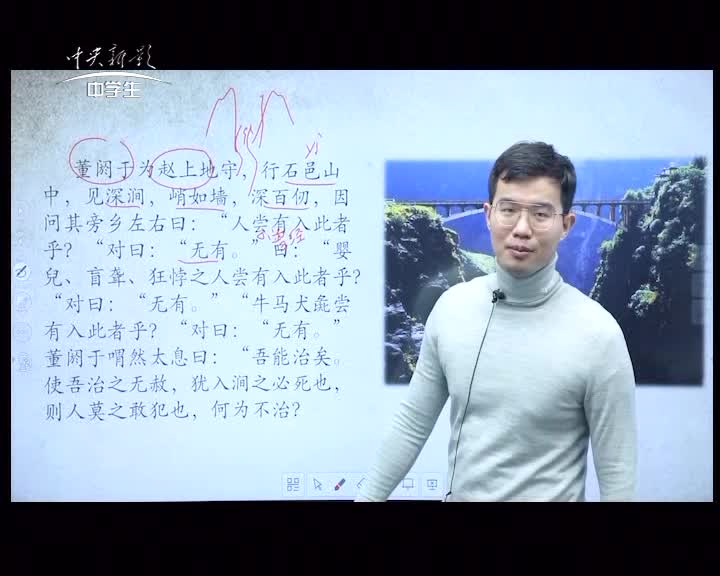 中央新影
中学生
yi
董阏于为赵上地守，行石邑山
中，见深涧，峭如墙，深百仞，因
问其旁乡左右曰：“人尝有入此者
乎？“对曰：“无有。”曰：“嬰
曾经
兒、盲聋、狂悖之人尝有入此者乎？
“对曰：“无有。”“牛马犬彘尝
有入此者乎？“对曰：“无有。”
董阏于喟然太息曰：“吾能治矣。
使吾治之无赦，犹入涧之必死也，
则人莫之敢犯也，何为不治？